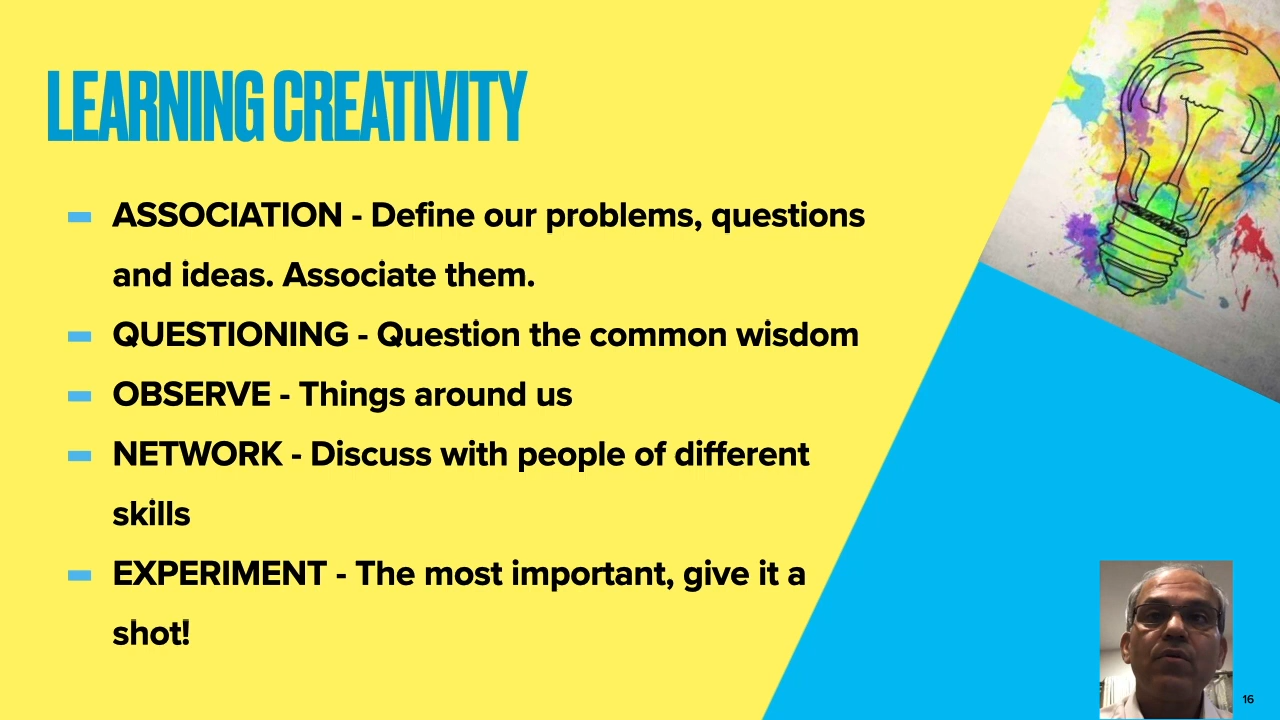 LEARNING CREATIVITY
ASSOCIATION - Define our problems, questions
and ideas. Associate them.
QUESTIONING - Question the common wisdom
OBSERVE - Things around us
NETWORK - Discuss with people of different
skills
EXPERIMENT - The most important, give it a
shot!
16